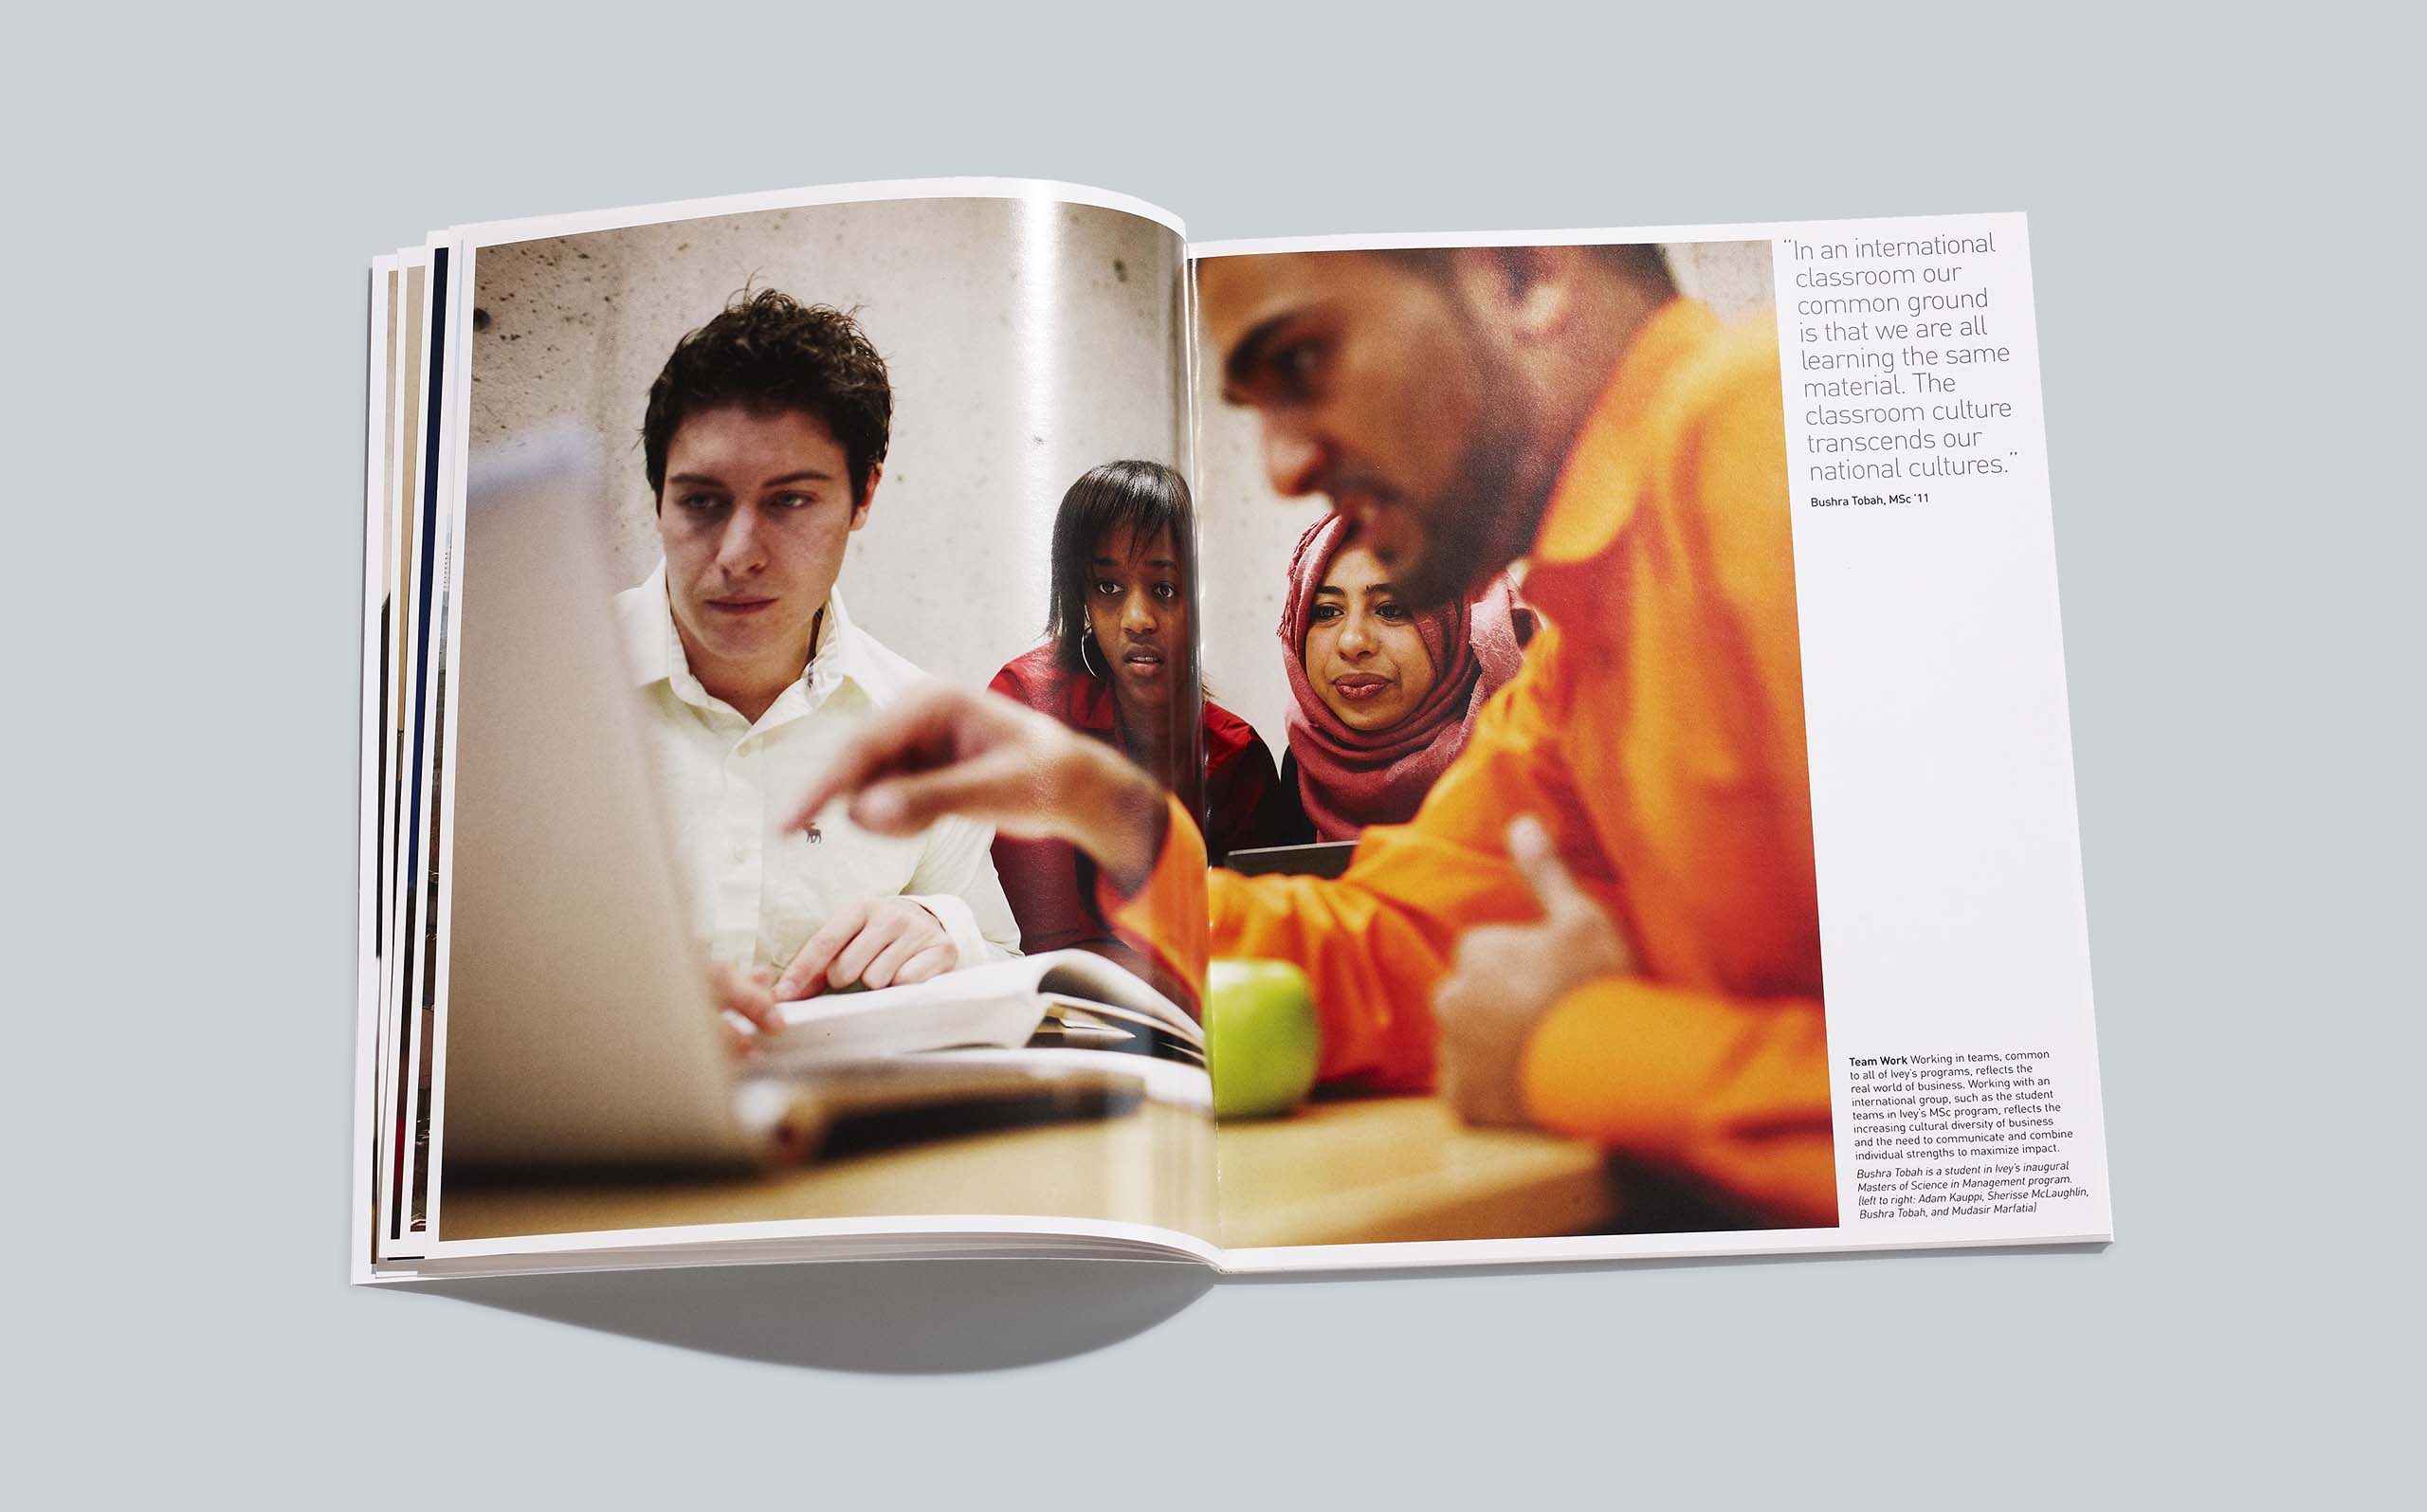 “In an international
classroom our
common ground
is that we are all
learning the same
material. The
classroom culture
transcends our
national cultures.”
Bushra Tobah, MSc ’11
Team Work Working in teams, common
to all of Ivey’s programs, reflects the
real world of business. Working with an
international group, such as the student
teams in Ivey’s MSc program, reflects the
increasing cultural diversity of business
and the need to communicate and combine
individual strengths to maximize impact.
Bushra Tobah is a student in Ivey’s inaugural
Masters of Science in Management program.
(left to right: Adam Kauppi, Sherisse McLaughlin,
Bushra Tobah, and Mudasir Marfatia)